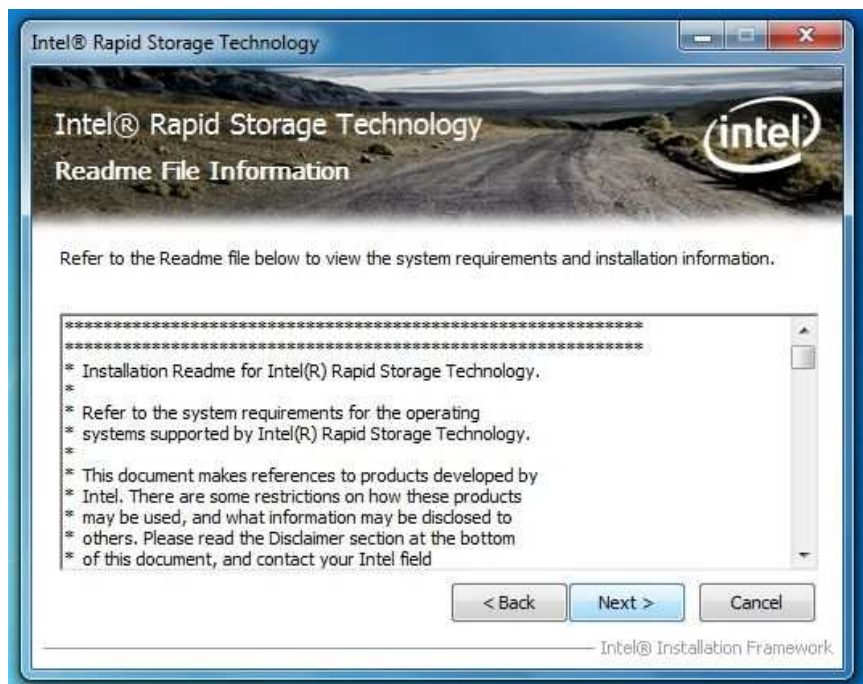 Intel® Rapid Storage Technology
Intel® Rapid Storage Technology
intel
Readme File Information
Refer to the Readme file below to view the system requirements and installation information.
************************************************************
************************************************************
* Installation Readme for Intel(R) Rapid Storage Technology.
*
* Refer to the system requirements for the operating
* systems supported by Intel(R) Rapid Storage Technology.
*
* This document makes references to products developed by
* Intel. There are some restrictions on how these products
* may be used, and what information may be disclosed to
* others. Please read the Disclaimer section at the bottom
* of this document, and contact your Intel field
< Back Next > Cancel
Intel® Installation Framework